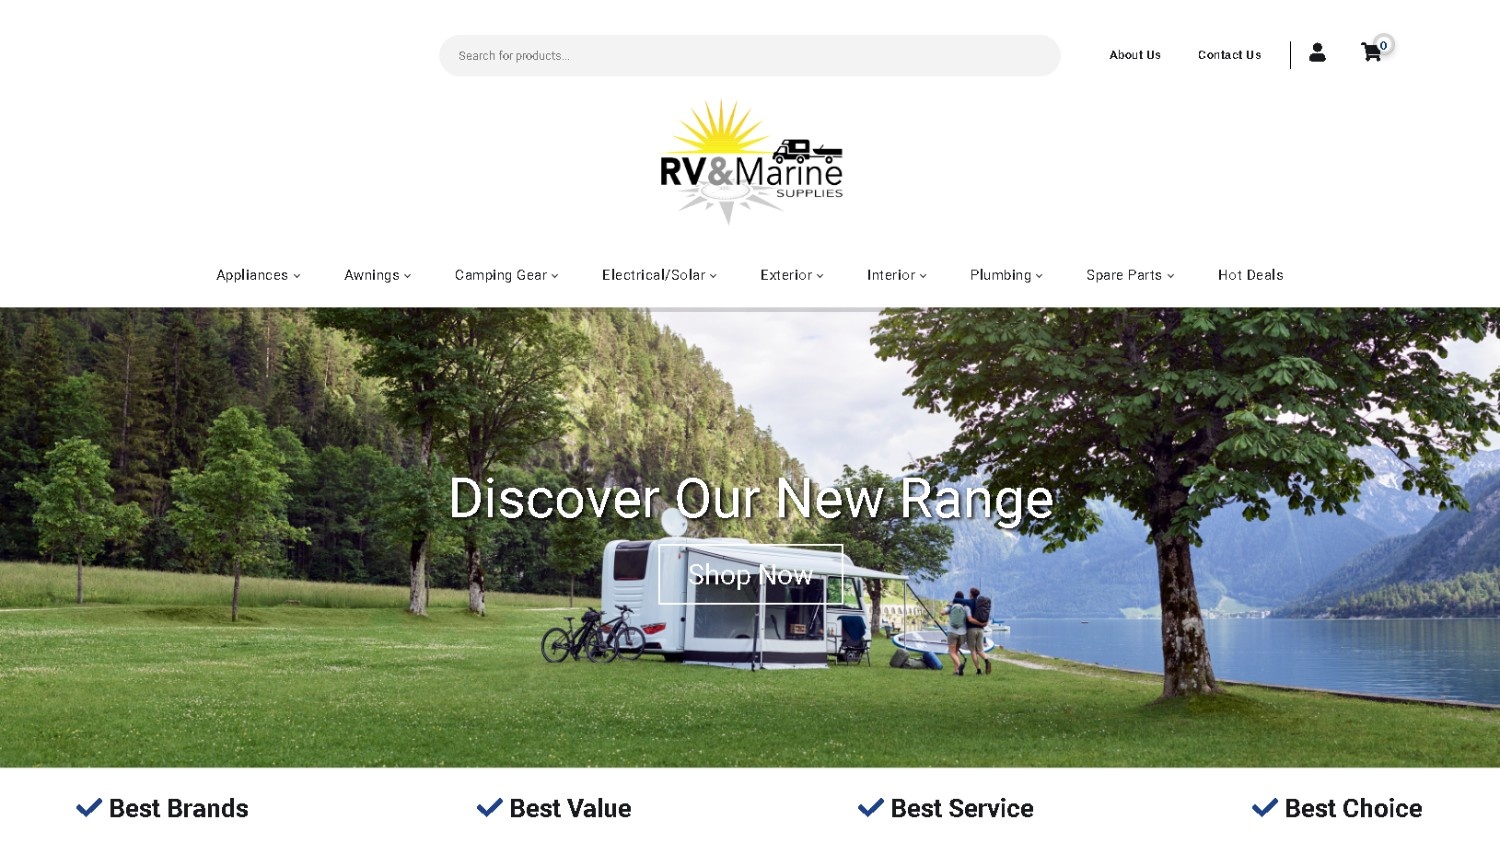 Search for products...
About Us
Contact Us
0
RV&Marine
SUPPLIES
Appliances
Awnings
Camping Gear
Electrical/Solar
Exterior
Interior
Plumbing
Spare Parts
Hot Deals
Discover Our New Range
Shop Now
Best Brands
Best Value
Best Service
Best Choice